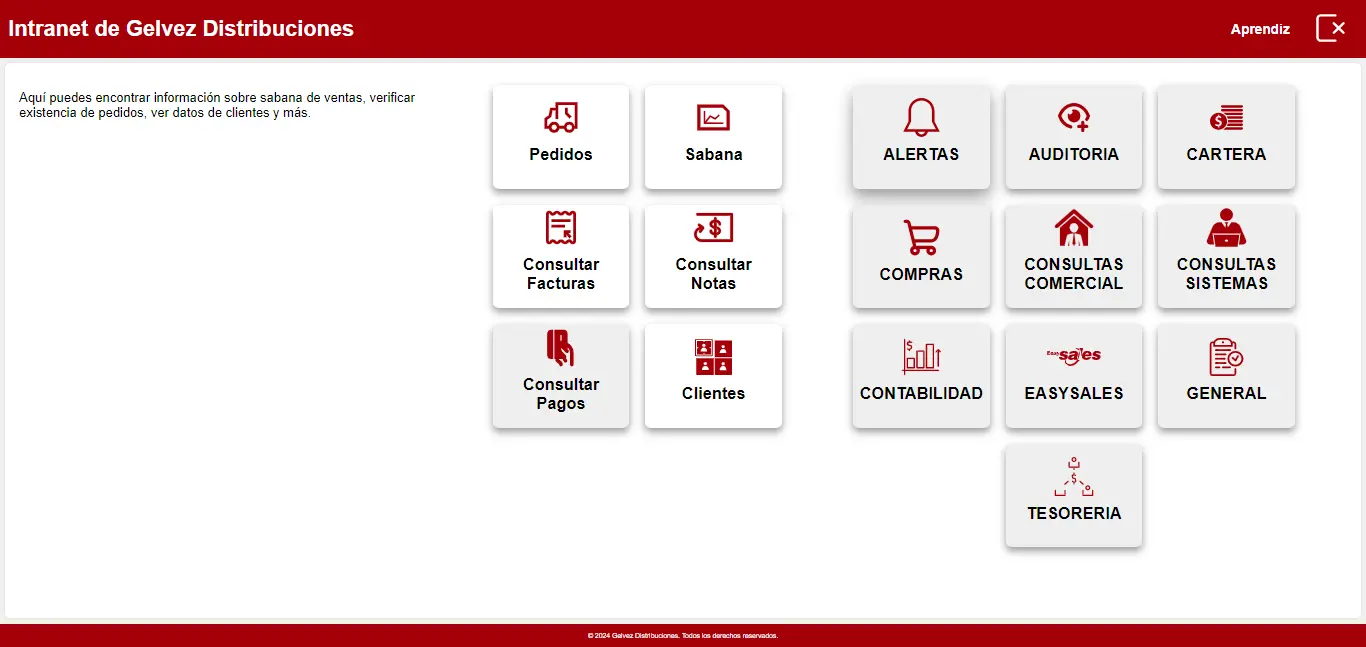 Intranet de Gelvez Distribuciones
Aprendiz
Aquí puedes encontrar información sobre sabana de ventas, verificar
existencia de pedidos, ver datos de clientes y más.
Pedidos
Sabana
Consultar
Facturas
Consultar
Notas
Consultar
Pagos
Clientes
ALERTAS
AUDITORIA
CARTERA
COMPRAS
CONSULTAS
COMERCIAL
CONSULTAS
SISTEMAS
CONTABILIDAD
Easy sales
EASYSALES
GENERAL
TESORERIA
© 2024 Gelvez Distribuciones. Todos los derechos reservados.